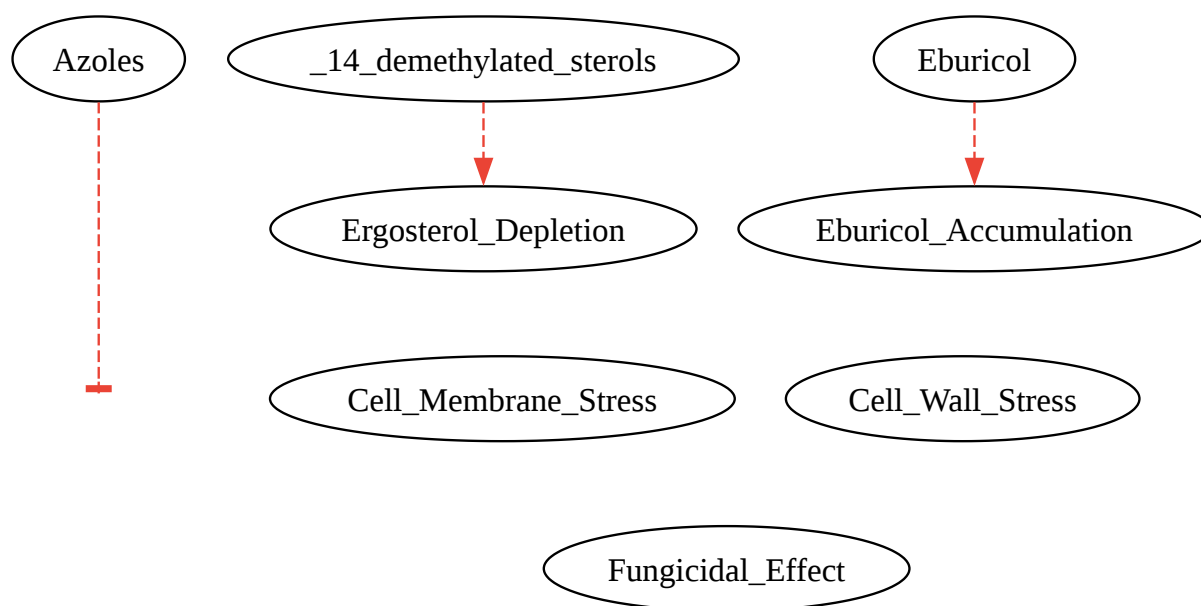 Azoles
_14_demethylated_sterols
Eburicol
Ergosterol_Depletion
Eburicol_Accumulation
Cell_Membrane_Stress
Cell_Wall_Stress
Fungicidal_Effect